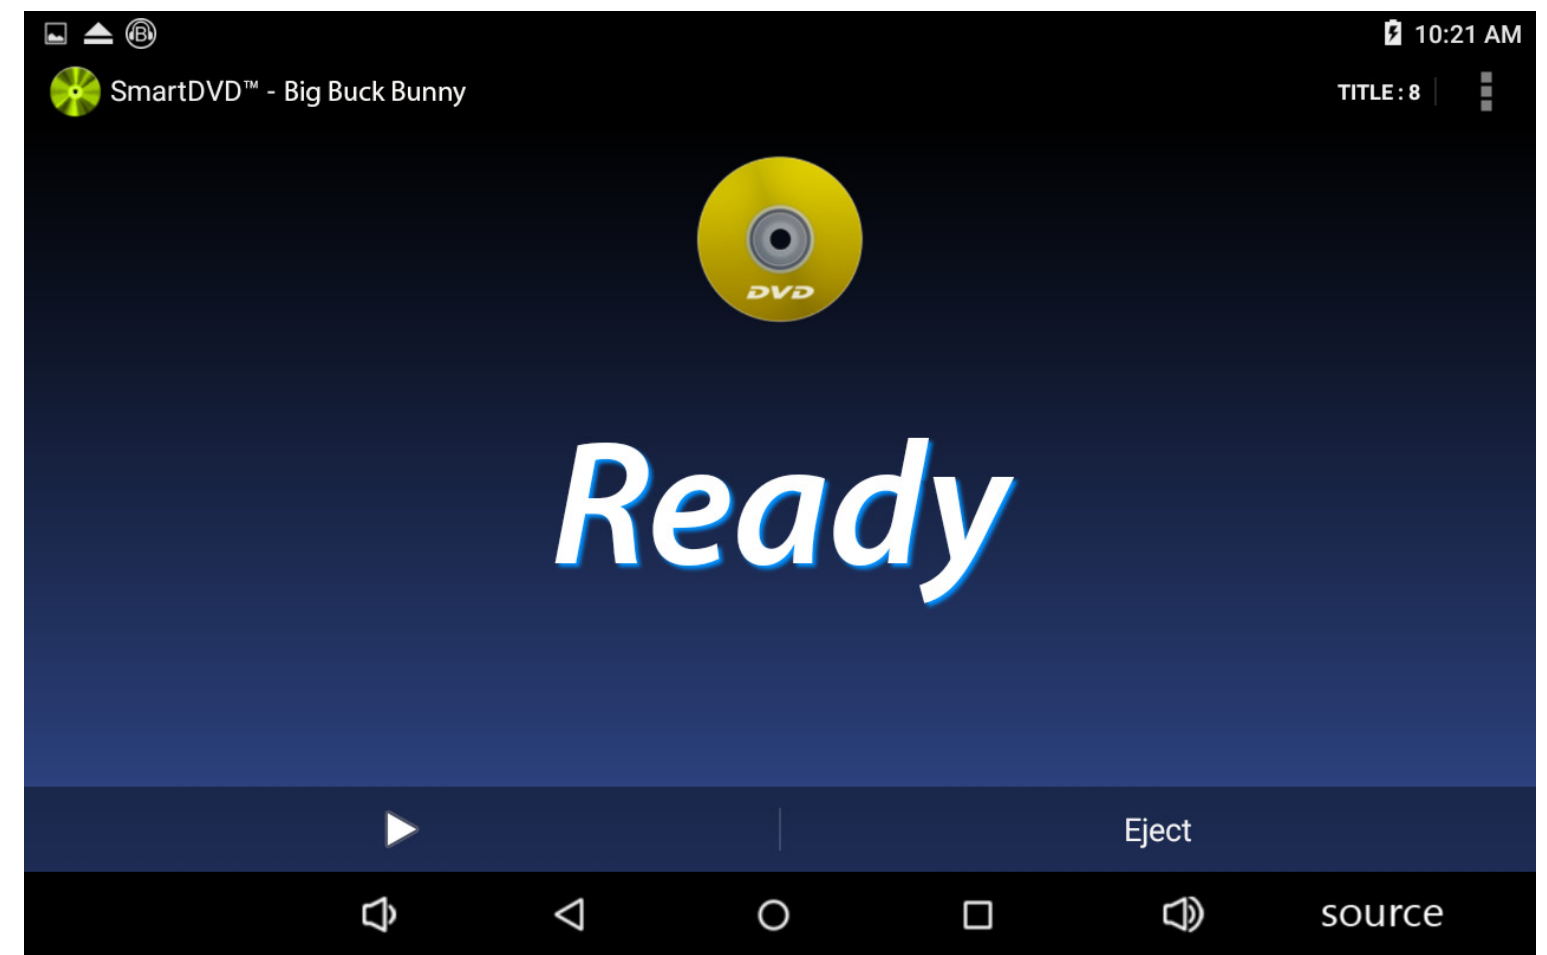 10:21 AM
SmartDVD™ - Big Buck Bunny
TITLE : 8
DVD
Ready
Eject
source